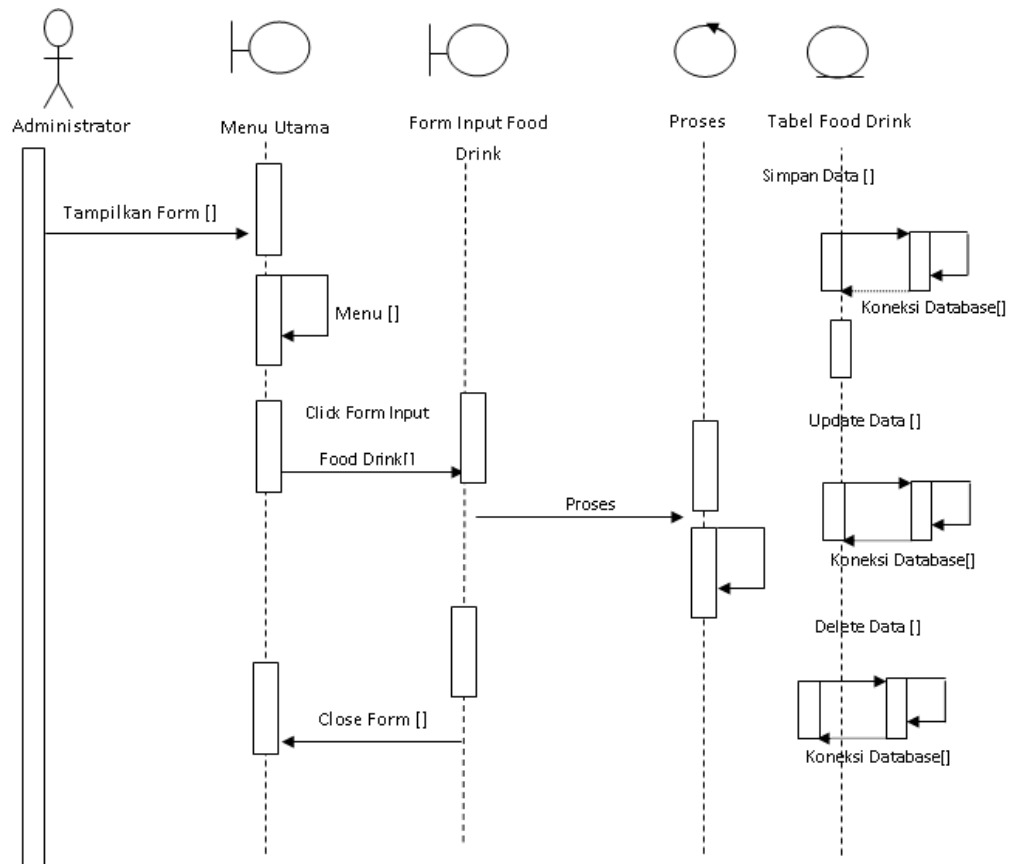 Administrator
Menu Utama
Form Input Food
Drink
Proses
Tabel Food Drink
Simpan Data []
Tampilkan Form []
Koneksi Database[]
Menu []
Click Form Input
Food Drink[]
Update Data []
Proses
Koneksi Database[]
Delete Data []
Close Form []
Koneksi Database[]